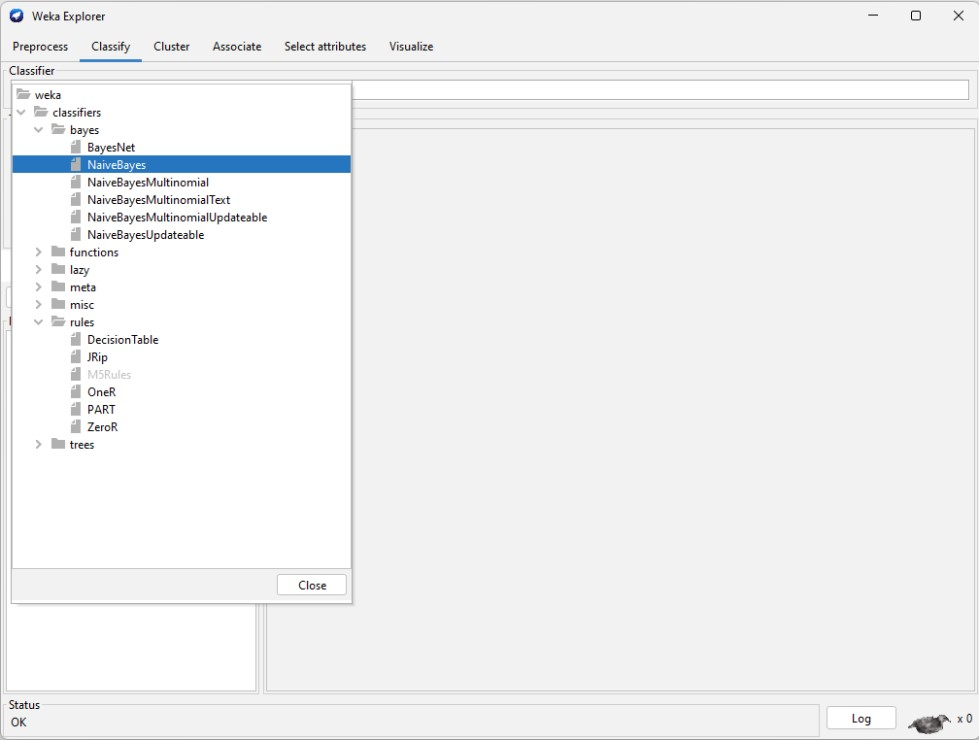 Weka Explorer
Preprocess Classify Cluster Associate Select attributes Visualize
Classifier
weka
classifiers
bayes
BayesNet
NaiveBayes
NaiveBayesMultinomial
NaiveBayesMultinomialText
NaiveBayesMultinomialUpdateable
NaiveBayesUpdateable
functions
lazy
meta
misc
rules
DecisionTable
JRip
M5Rules
OneR
PART
ZeroR
trees
Close
Status
OK
Log
x 0